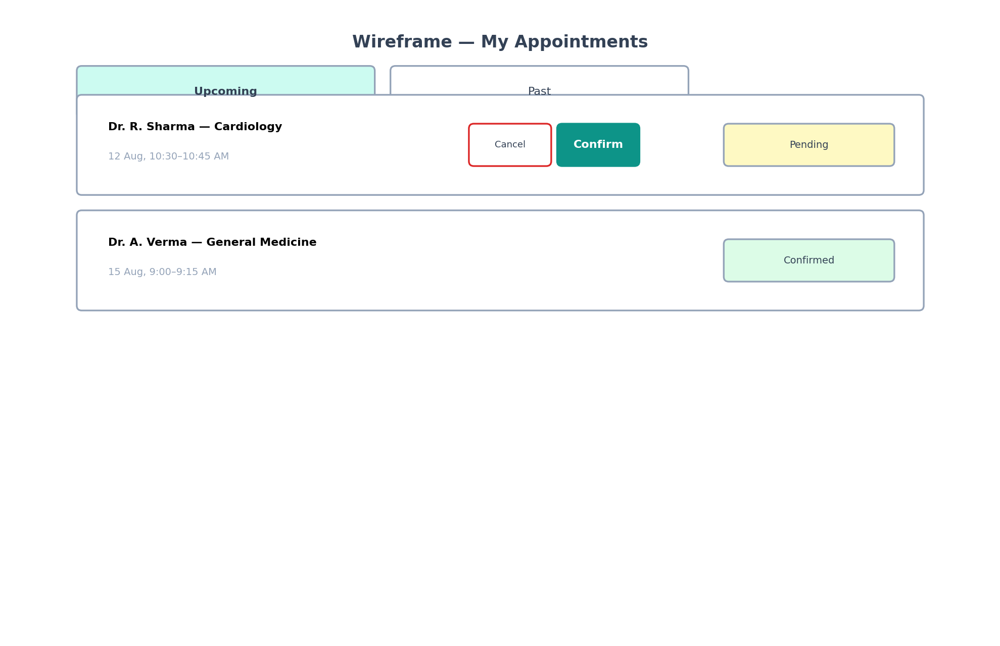 Wireframe — My Appointments
Upcoming
Past
Dr. R. Sharma — Cardiology
12 Aug, 10:30–10:45 AM
Cancel
Confirm
Pending
Dr. A. Verma — General Medicine
15 Aug, 9:00–9:15 AM
Confirmed